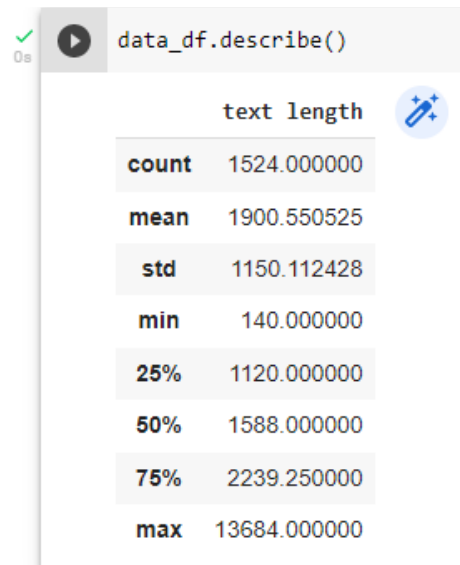 data_df.describe()
0s
text length
count 1524.000000
mean 1900.550525
std 1150.112428
min 140.000000
25% 1120.000000
50% 1588.000000
75% 2239.250000
max 13684.000000